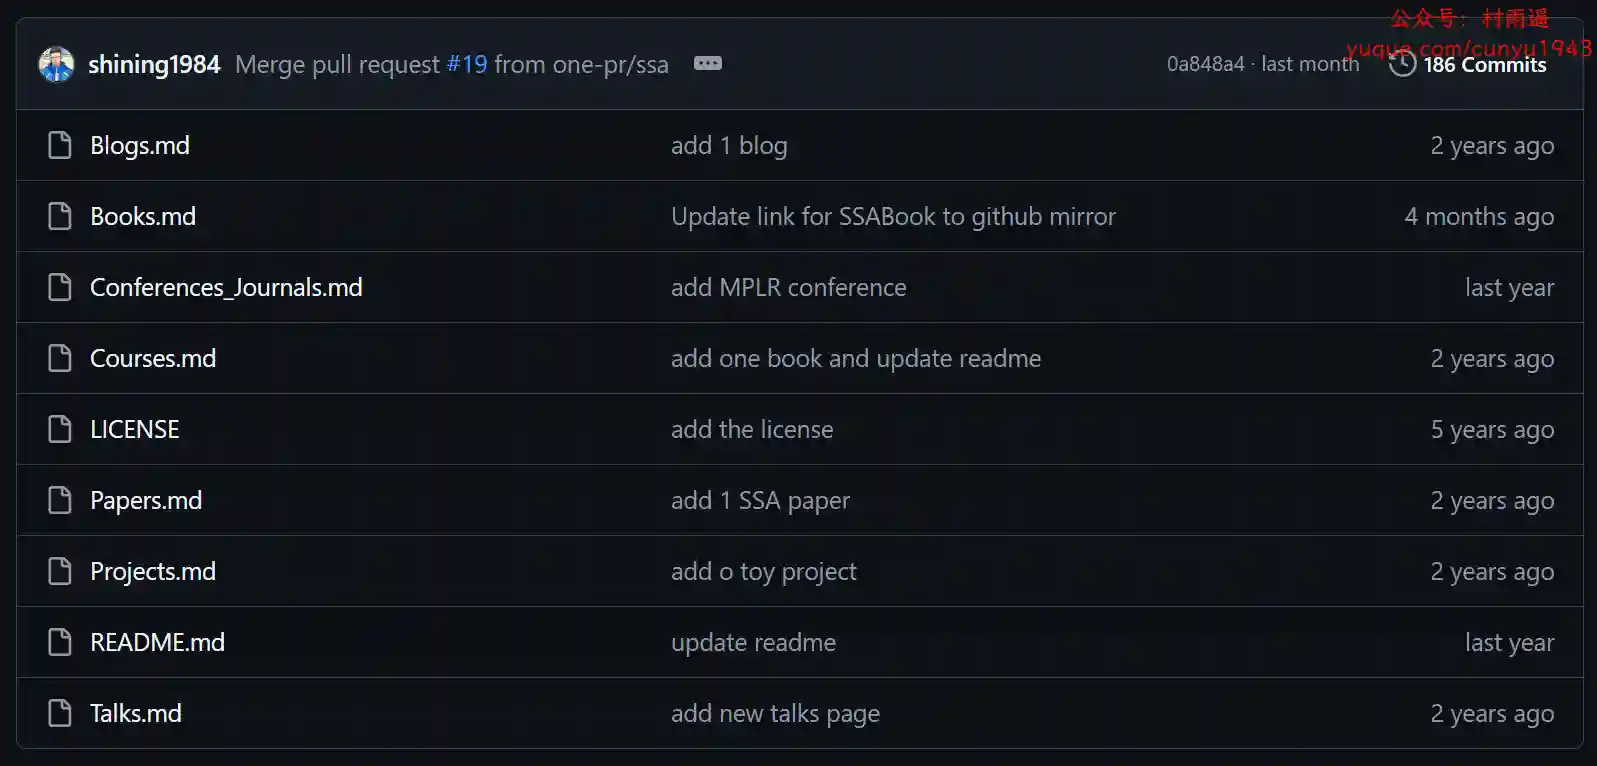 公众号：村雨遥
yuque.com/cunyu1943
shining1984 Merge pull request #19 from one-pr/ssa 0a848a4 · last month 186 Commits
Blogs.md add 1 blog 2 years ago
Books.md Update link for SSABook to github mirror 4 months ago
Conferences_Journals.md add MPLR conference last year
Courses.md add one book and update readme 2 years ago
LICENSE add the license 5 years ago
Papers.md add 1 SSA paper 2 years ago
Projects.md add o toy project 2 years ago
README.md update readme last year
Talks.md add new talks page 2 years ago